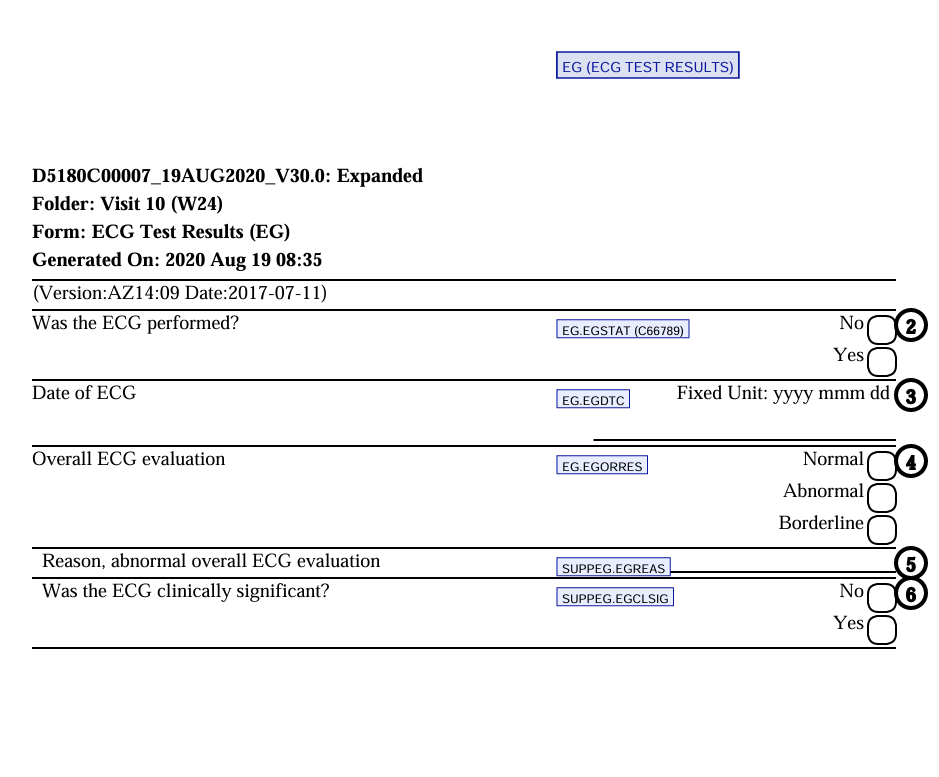 EG (ECG TEST RESULTS)
D5180C00007_19AUG2020_V30.0: Expanded
Folder: Visit 10 (W24)
Form: ECG Test Results (EG)
Generated On: 2020 Aug 19 08:35
(Version:AZ14:09 Date:2017-07-11)
Was the ECG performed? EG.EGSTAT (C66789) No 2
Yes
Date of ECG EG.EGDTC Fixed Unit: yyyy mmm dd 3
Overall ECG evaluation EG.EGORRES Normal 4
Abnormal
Borderline
Reason, abnormal overall ECG evaluation SUPPEG.EGREAS 5
Was the ECG clinically significant? SUPPEG.EGCLSIG No 6
Yes